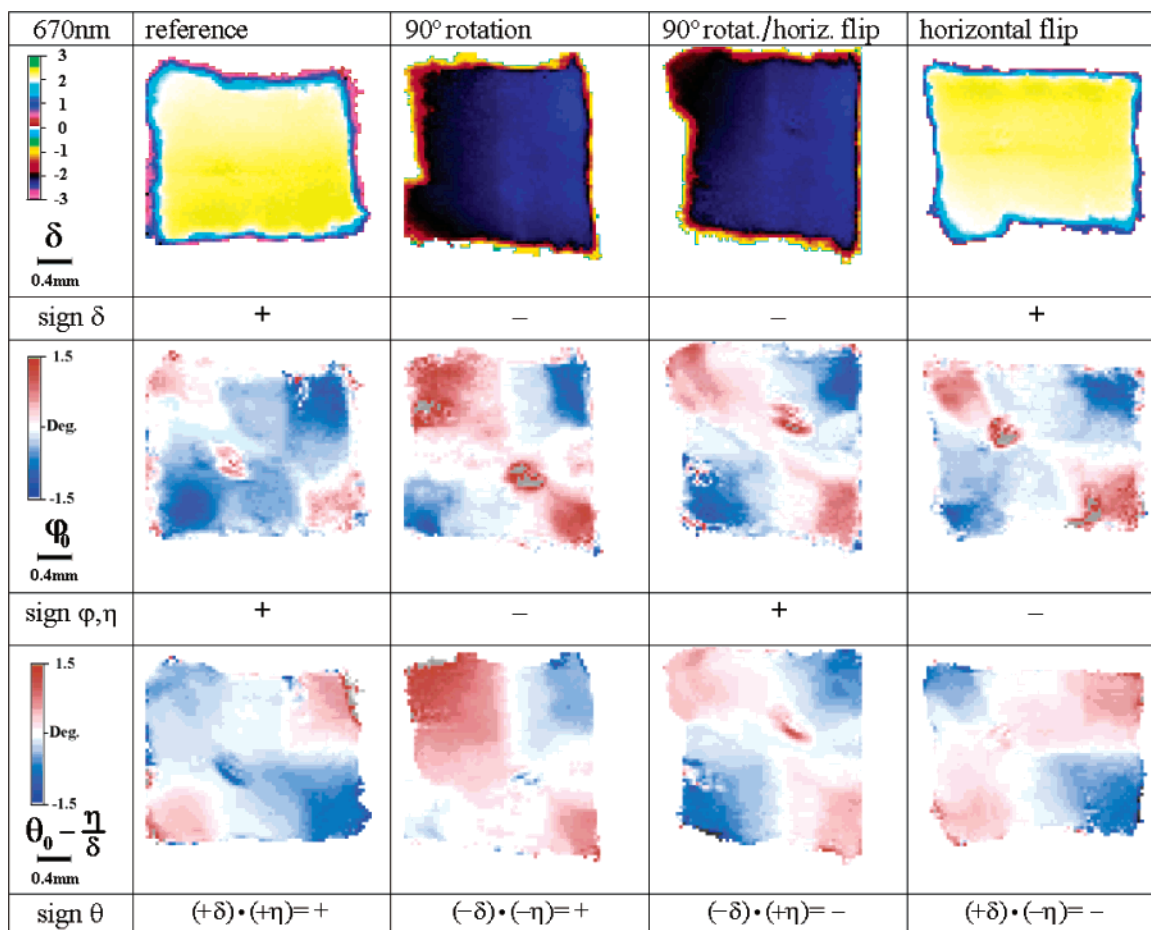 670nm reference 90° rotation 90° rotat./horiz. flip horizontal flip
3
2
1
0
-1
-2
-3
δ
0.4mm
sign δ + – – +
1.5
Deg.
-1.5
φ₀
0.4mm
sign φ,η + – + –
1.5
Deg.
-1.5
θ₀ – η/δ
0.4mm
sign θ (+δ)•(+η)= + (–δ)•(–η)= + (–δ)•(+η)= – (+δ)•(–η)= –